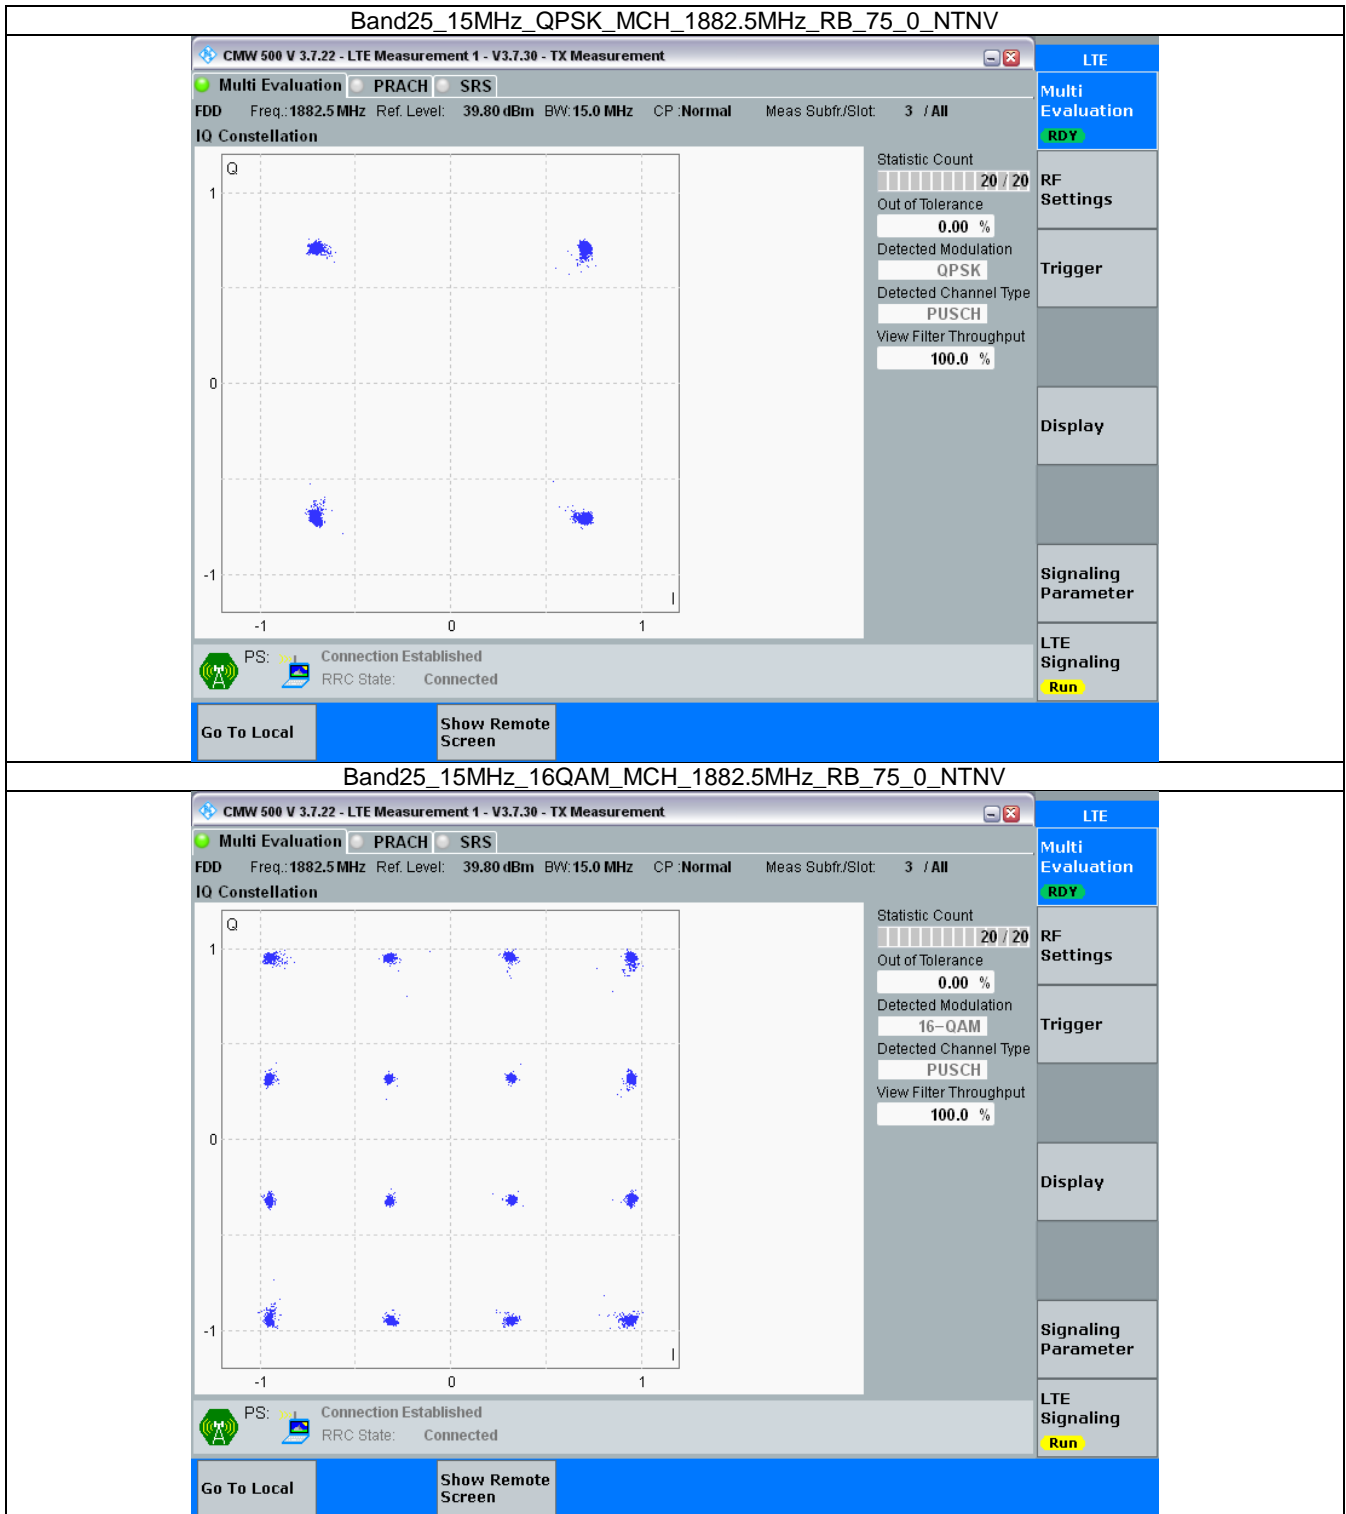 Band25_15MHz_QPSK_MCH_1882.5MHz_RB_75_0_NTNV
CMW 500 V 3.7.22 - LTE Measurement 1 - V3.7.30 - TX Measurement
LTE
Multi Evaluation PRACH SRS
Multi Evaluation
RDY
FDD Freq.: 1882.5 MHz Ref. Level: 39.80 dBm BW: 15.0 MHz CP : Normal Meas Subfr./Slot: 3 / All
IQ Constellation
Q
1
0
-1
I
-1 0 1
Statistic Count
20 / 20
Out of Tolerance
0.00 %
Detected Modulation
QPSK
Detected Channel Type
PUSCH
View Filter Throughput
100.0 %
RF
Settings
Trigger
Display
Signaling
Parameter
LTE
Signaling
Run
PS: Connection Established
RRC State: Connected
Go To Local
Show Remote
Screen
Band25_15MHz_16QAM_MCH_1882.5MHz_RB_75_0_NTNV
CMW 500 V 3.7.22 - LTE Measurement 1 - V3.7.30 - TX Measurement
LTE
Multi Evaluation PRACH SRS
Multi Evaluation
RDY
FDD Freq.: 1882.5 MHz Ref. Level: 39.80 dBm BW: 15.0 MHz CP : Normal Meas Subfr./Slot: 3 / All
IQ Constellation
Q
1
0
-1
I
-1 0 1
Statistic Count
20 / 20
Out of Tolerance
0.00 %
Detected Modulation
16-QAM
Detected Channel Type
PUSCH
View Filter Throughput
100.0 %
RF
Settings
Trigger
Display
Signaling
Parameter
LTE
Signaling
Run
PS: Connection Established
RRC State: Connected
Go To Local
Show Remote
Screen